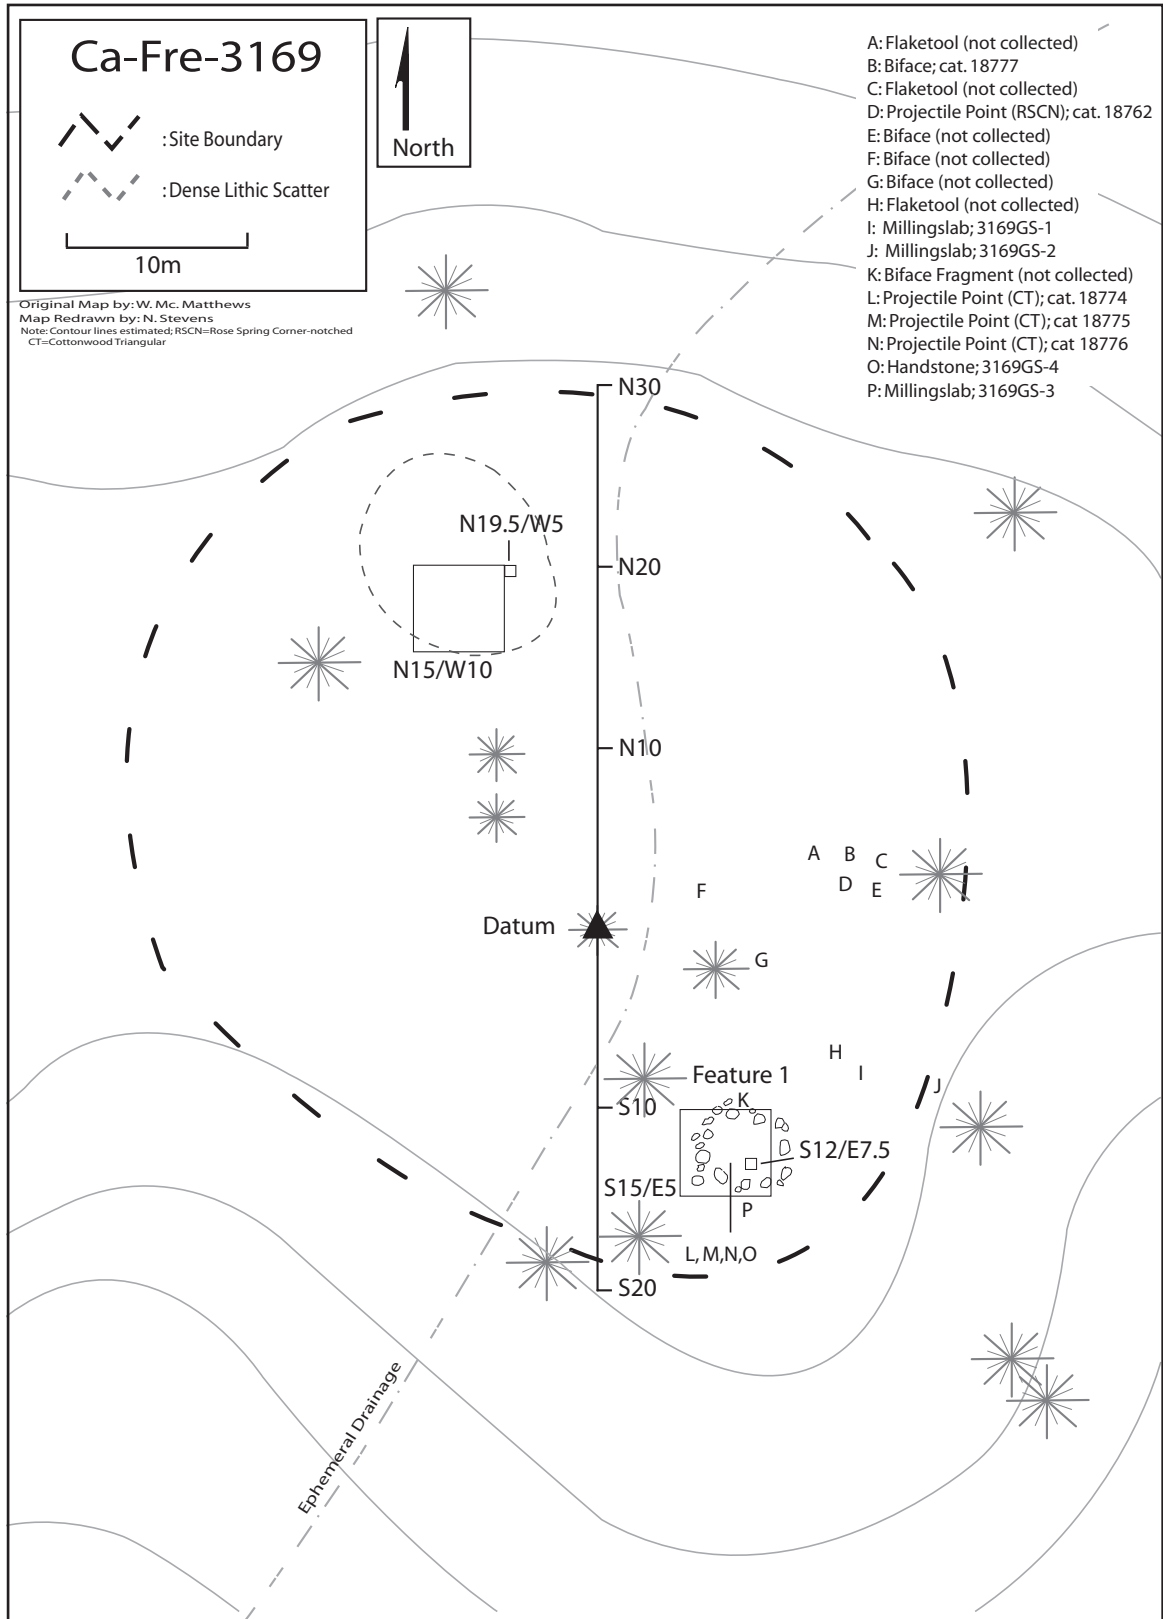 Ca-Fre-3169
: Site Boundary
: Dense Lithic Scatter
10m
North
Original Map by: W. Mc. Matthews
Map Redrawn by: N. Stevens
Note: Contour lines estimated; RSCN=Rose Spring Corner-notched
CT=Cottonwood Triangular
A: Flaketool (not collected)
B: Biface; cat. 18777
C: Flaketool (not collected)
D: Projectile Point (RSCN); cat. 18762
E: Biface (not collected)
F: Biface (not collected)
G: Biface (not collected)
H: Flaketool (not collected)
I: Millingslab; 3169GS-1
J: Millingslab; 3169GS-2
K: Biface Fragment (not collected)
L: Projectile Point (CT); cat. 18774
M: Projectile Point (CT); cat 18775
N: Projectile Point (CT); cat 18776
O: Handstone; 3169GS-4
P: Millingslab; 3169GS-3
N30
N19.5/W5
N20
N15/W10
N10
A B C
D E
F
Datum
G
H
I
J
Feature 1
K
S10
S12/E7.5
S15/E5
P
L, M, N, O
S20
Ephemeral Drainage